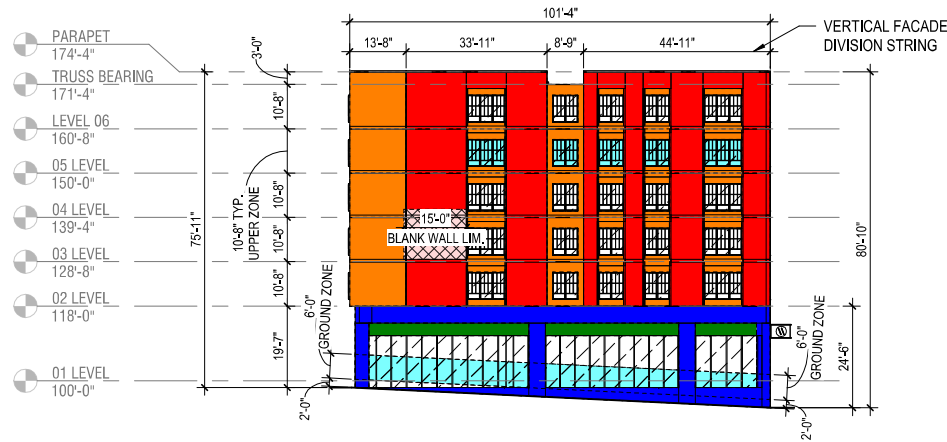 101'-4"
13'-8"
33'-11"
8'-9"
44'-11"
VERTICAL FACADE
DIVISION STRING
PARAPET
174'-4"
TRUSS BEARING
171'-4"
LEVEL 06
160'-8"
05 LEVEL
150'-0"
04 LEVEL
139'-4"
03 LEVEL
128'-8"
02 LEVEL
118'-0"
01 LEVEL
100'-0"
75'-11"
3'-0"
10'-8"
10'-8"
10'-8"
10'-8"
10'-8"
10'-8" TYP.
UPPER ZONE
19'-7"
6'-0"
GROUND ZONE
2'-0"
15'-0"
BLANK WALL LIM.
80'-10"
24'-6"
6'-0"
GROUND ZONE
2'-0"